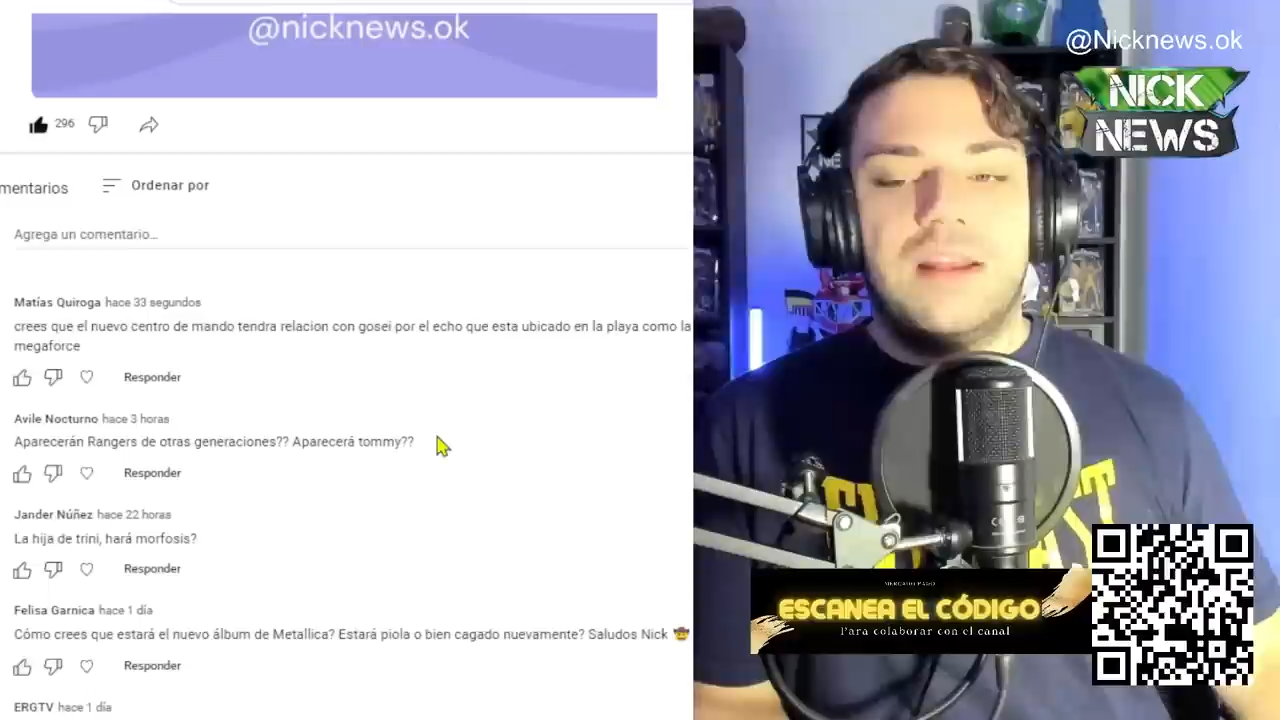 @nicknews.ok
296
mentarios
Ordenar por
Agrega un comentario...
Matías Quiroga hace 33 segundos
crees que el nuevo centro de mando tendra relacion con gosei por el echo que esta ubicado en la playa como la
megaforce
Responder
Avile Nocturno hace 3 horas
Aparecerán Rangers de otras generaciones?? Aparecerá tommy??
Responder
Jander Núñez hace 22 horas
La hija de trini, hará morfosis?
Responder
Felisa Garnica hace 1 día
Cómo crees que estará el nuevo álbum de Metallica? Estará piola o bien cagado nuevamente? Saludos Nick 🤠
Responder
ERGTV hace 1 día
@Nicknews.ok
NICK
NEWS
MERCADO PAGO
ESCANEA EL CÓDIGO
Para colaborar con el canal